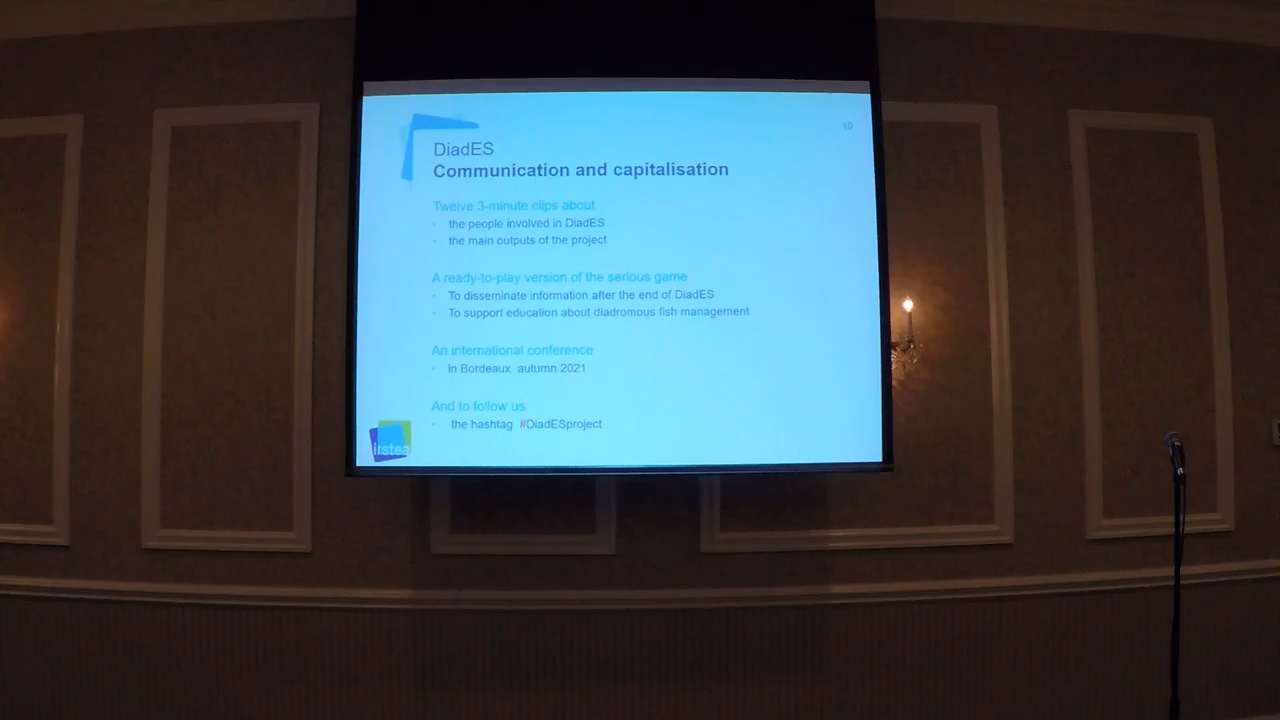 10
DiadES
Communication and capitalisation
Twelve 3-minute clips about
· the people involved in DiadES
· the main outputs of the project
A ready-to-play version of the serious game
· To disseminate information after the end of DiadES
· To support education about diadromous fish management
An international conference
· in Bordeaux autumn 2021
And to follow us
· the hashtag #DiadESproject
irstea